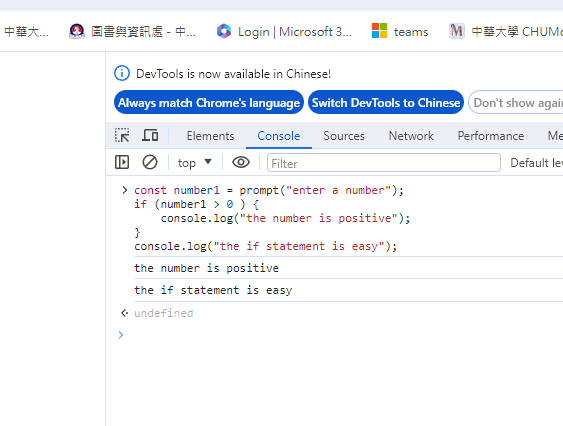 中華大... 圖書與資訊處 - 中... Login | Microsoft 3... teams 中華大學 CHUMo
DevTools is now available in Chinese!
Always match Chrome's language Switch DevTools to Chinese Don't show again
Elements Console Sources Network Performance Me
top Filter Default lev
const number1 = prompt("enter a number");
if (number1 > 0 ) {
    console.log("the number is positive");
}
console.log("the if statement is easy");
the number is positive
the if statement is easy
undefined